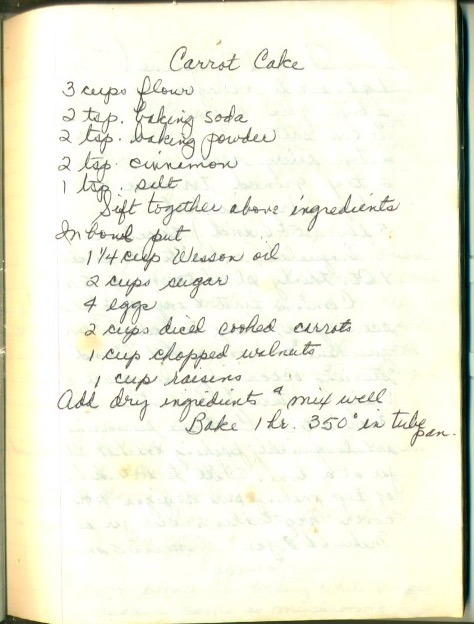 Carrot Cake
3 cups flour
2 tsp. baking soda
2 tsp. baking powder
2 tsp. cinnemon
1 tsp. salt
Sift together above ingredients
In bowl put
1 1/4 cup Wesson oil
2 cups sugar
4 eggs
2 cups diced cooked carrots
1 cup chopped walnuts
1 cup raisins
Add dry ingredients & mix well
Bake 1 hr. 350° in tube
pan.